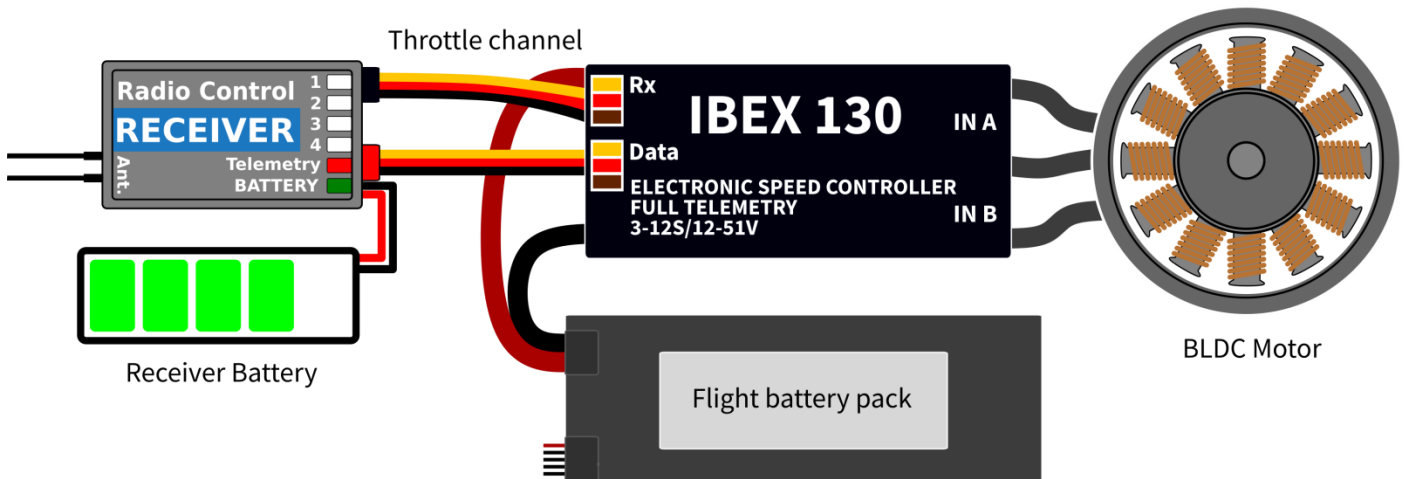 Throttle channel
Radio Control
RECEIVER
1
2
3
4
Telemetry
BATTERY
Ant.
Rx
Data
IBEX 130
IN A
ELECTRONIC SPEED CONTROLLER
FULL TELEMETRY
3-12S/12-51V
IN B
Receiver Battery
Flight battery pack
BLDC Motor